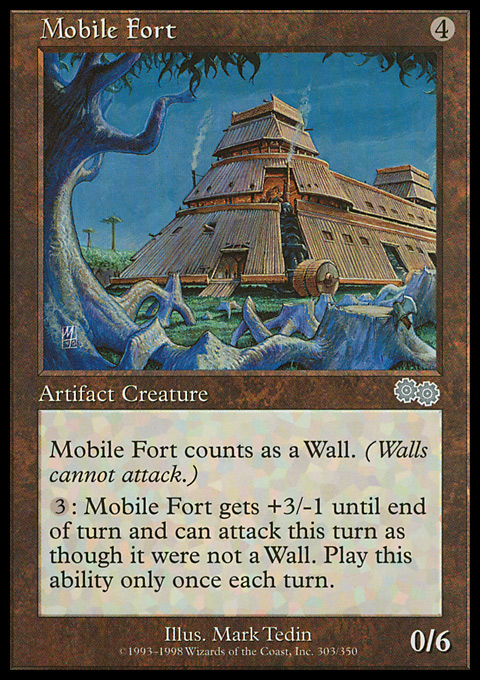 Mobile Fort 4
Artifact Creature
Mobile Fort counts as a Wall. (Walls
cannot attack.)
3: Mobile Fort gets +3/-1 until end
of turn and can attack this turn as
though it were not a Wall. Play this
ability only once each turn.
Illus. Mark Tedin
©1993-1998 Wizards of the Coast, Inc. 303/350
0/6